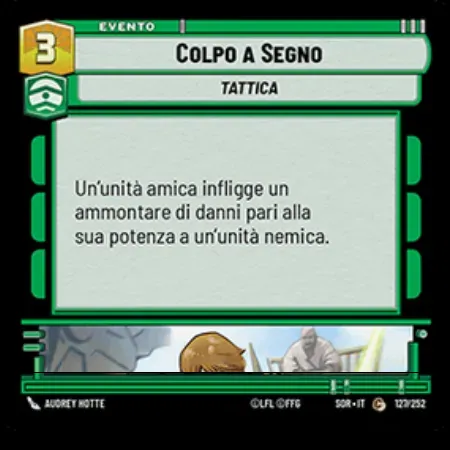 EVENTO
3
COLPO A SEGNO
TATTICA
Un'unità amica infligge un
ammontare di danni pari alla
sua potenza a un'unità nemica.
AUDREY HOTTE
©LFL ©FFG
SOR • IT
C
127/252